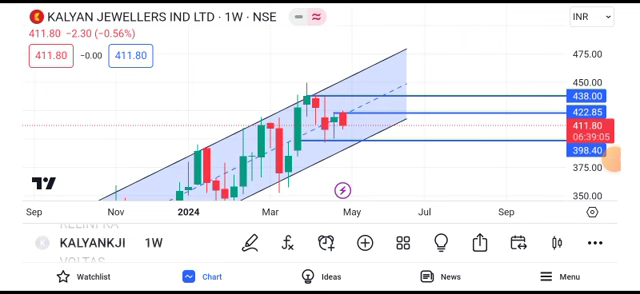 KALYAN JEWELLERS IND LTD · 1W · NSE
INR
411.80 −2.30 (−0.56%)
411.80 −0.00 411.80
475.00
450.00
438.00
422.85
411.80
06:39:05
398.40
375.00
350.00
Sep Nov 2024 Mar May Jul Sep
RELINFRA
KALYANKJI 1W
VOLTAS
Watchlist Chart Ideas News Menu